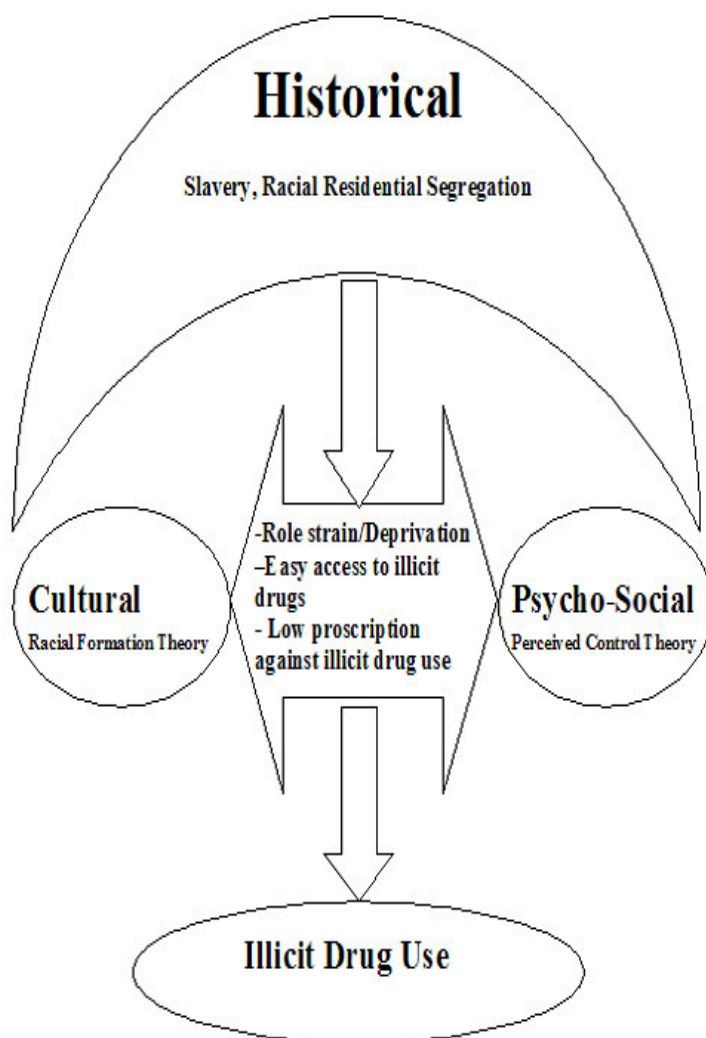 Historical
Slavery, Racial Residential Segregation
-Role strain/Deprivation
–Easy access to illicit
drugs
- Low proscription
against illicit drug use
Cultural
Racial Formation Theory
Psycho-Social
Perceived Control Theory
Illicit Drug Use